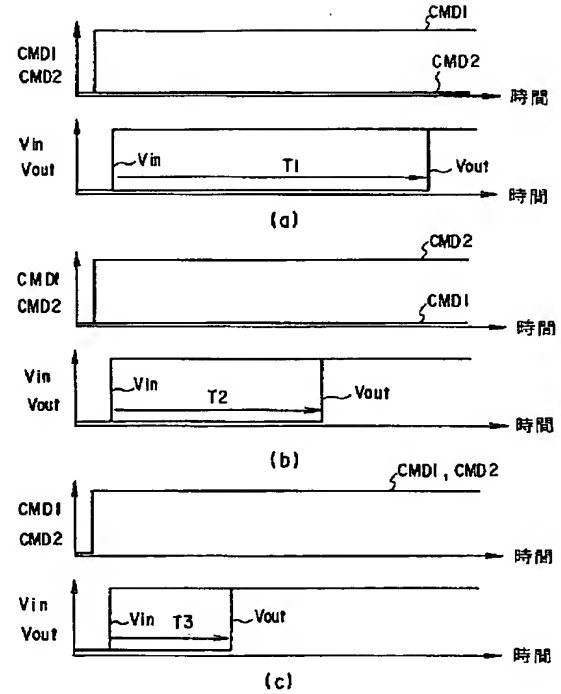 CMD1
CMD1
CMD2
CMD2
時間
Vin
Vout
Vin
T1
Vout
時間
(a)
CMD2
CMD1
CMD2
CMD1
時間
Vin
Vout
Vin
T2
Vout
時間
(b)
CMD1, CMD2
CMD1
CMD2
時間
Vin
Vout
Vin
T3
Vout
時間
(c)